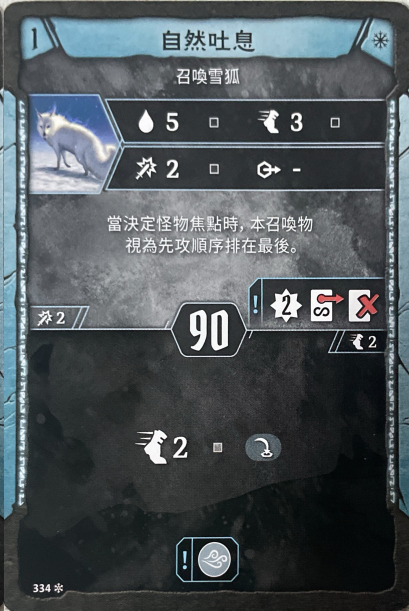 1 自然吐息
召喚雪狐
5 3
2 -
當決定怪物焦點時，本召喚物
視為先攻順序排在最後。
! 2
2 90 2
2
!
334